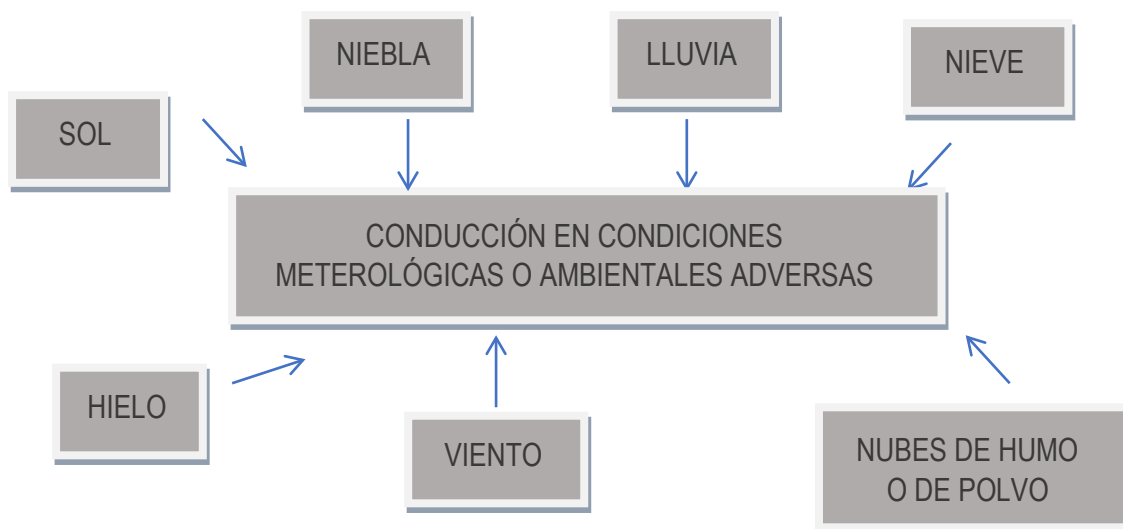 NIEBLA
LLUVIA
NIEVE
SOL
CONDUCCIÓN EN CONDICIONES
METEROLÓGICAS O AMBIENTALES ADVERSAS
HIELO
VIENTO
NUBES DE HUMO
O DE POLVO